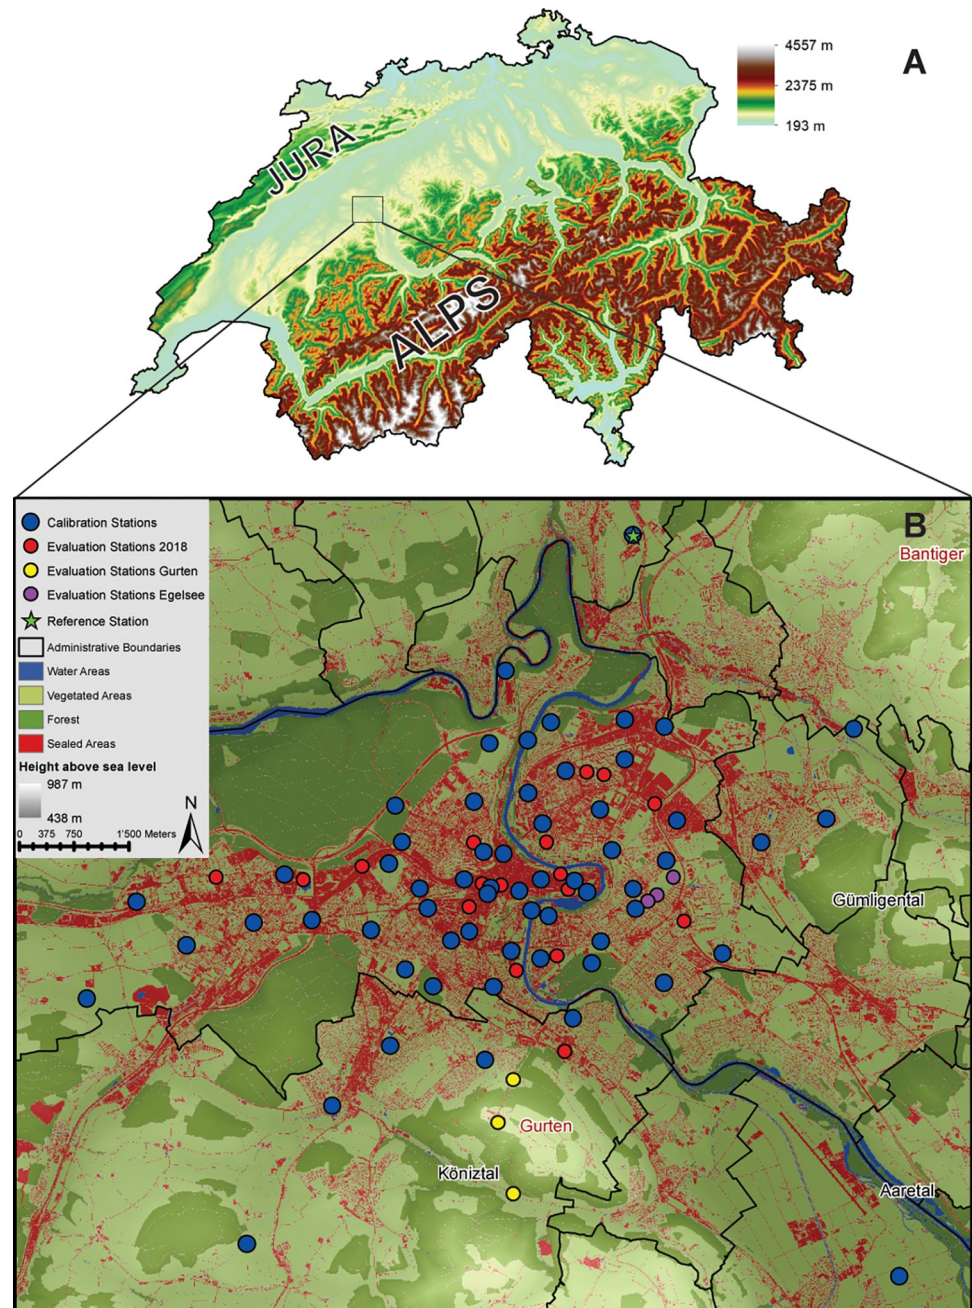 A
4557 m
2375 m
193 m
JURA
ALPS
B
Calibration Stations
Evaluation Stations 2018
Evaluation Stations Gurten
Evaluation Stations Egelsee
Reference Station
Administrative Boundaries
Water Areas
Vegetated Areas
Forest
Sealed Areas
Height above sea level
987 m
438 m
N
0 375 750 1'500 Meters
Bantiger
Gümligental
Gurten
Köniztal
Aaretal